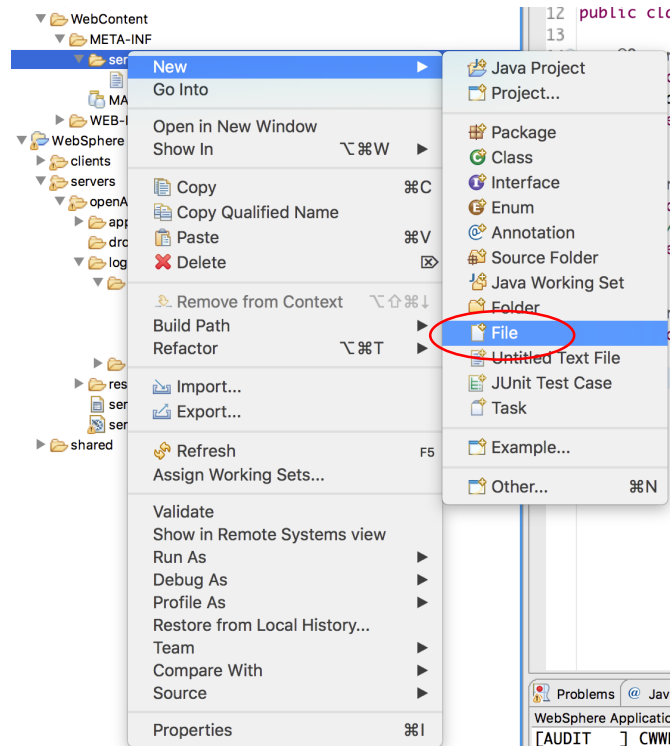 WebContent
META-INF
ser
MA
WEB-I
WebSphere
clients
servers
openA
app
dro
log
res
ser
ser
shared
New
Go Into
Open in New Window
Show In ⌥⌘W
Copy ⌘C
Copy Qualified Name
Paste ⌘V
Delete ⌦
Remove from Context ⌥⇧⌘↓
Build Path
Refactor ⌥⌘T
Import...
Export...
Refresh F5
Assign Working Sets...
Validate
Show in Remote Systems view
Run As
Debug As
Profile As
Restore from Local History...
Team
Compare With
Source
Properties ⌘I
Java Project
Project...
Package
Class
Interface
Enum
Annotation
Source Folder
Java Working Set
Folder
File
Untitled Text File
JUnit Test Case
Task
Example...
Other... ⌘N
12 public cla
13
Problems @ Jav
WebSphere Applicatio
[AUDIT ] CWW